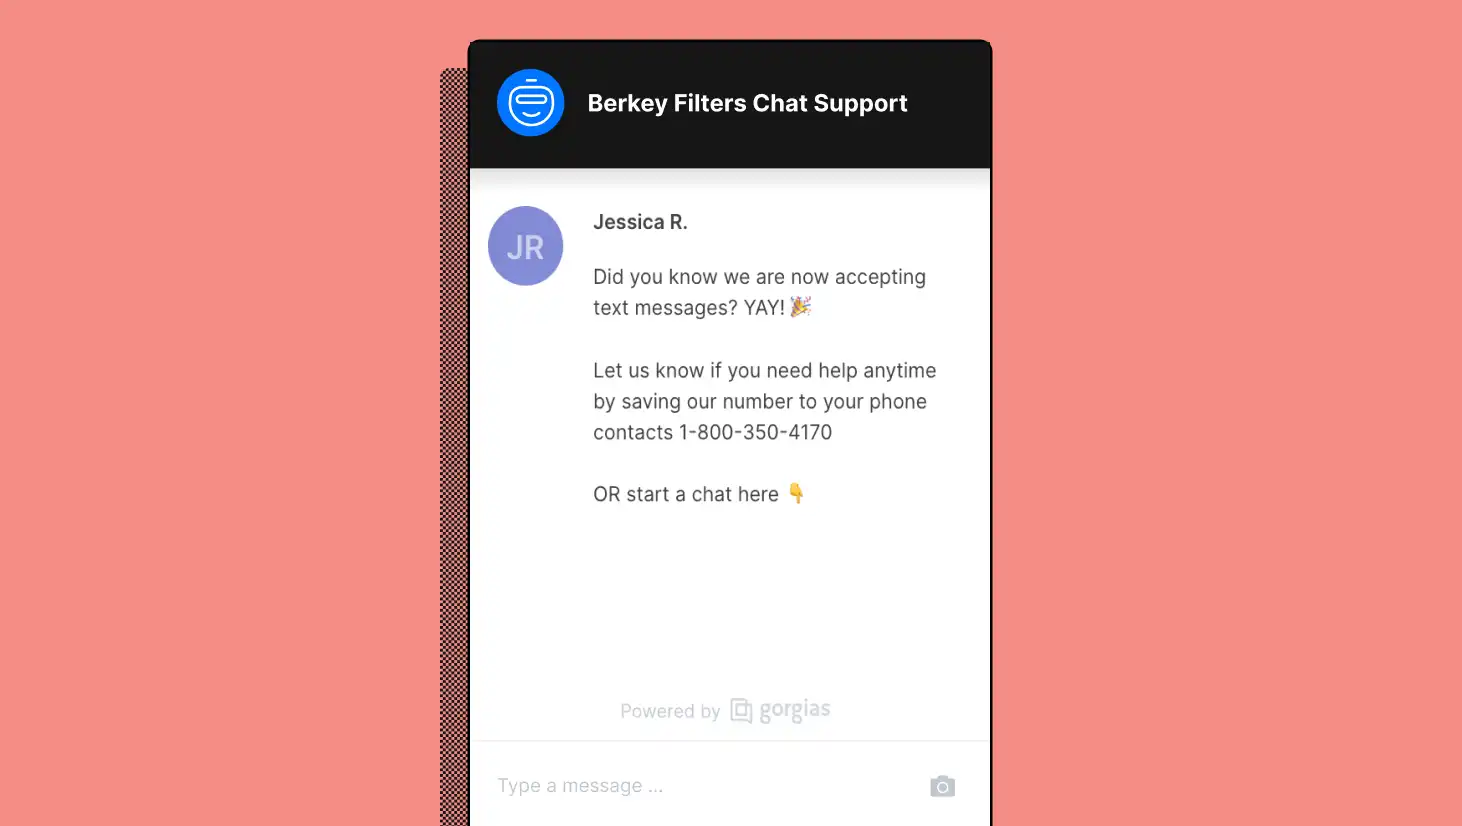 Berkey Filters Chat Support
JR
Jessica R.
Did you know we are now accepting
text messages? YAY! 🎉
Let us know if you need help anytime
by saving our number to your phone
contacts 1-800-350-4170
OR start a chat here 👇
Powered by gorgias
Type a message ...